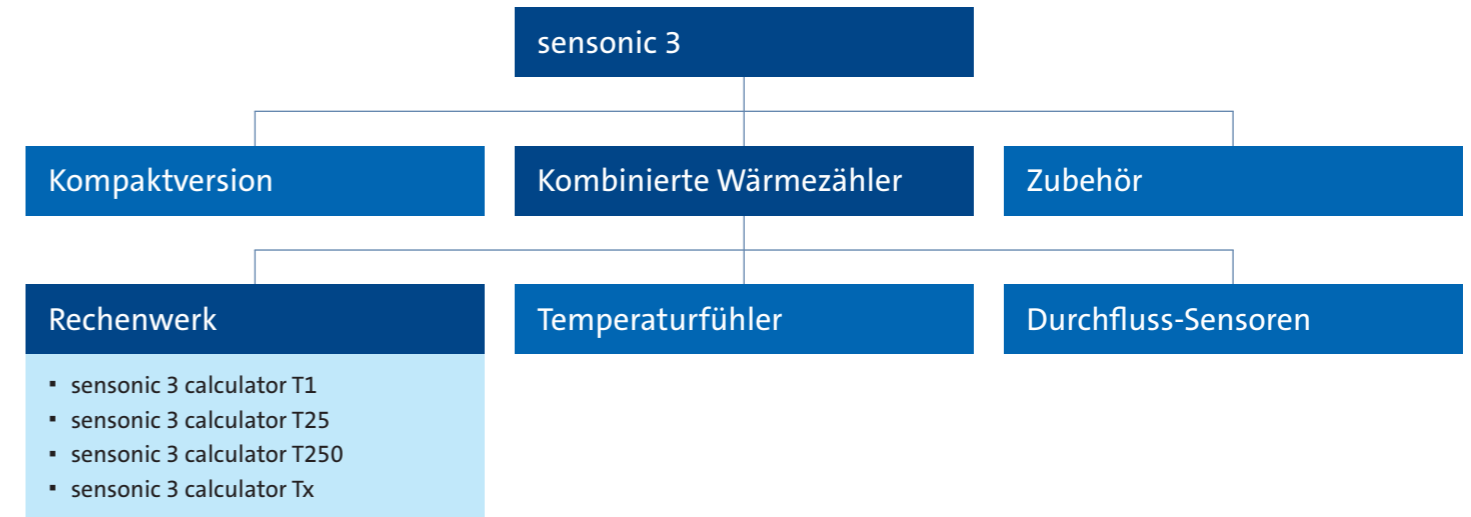 sensonic 3
Kompaktversion
Kombinierte Wärmezähler
Zubehör
Rechenwerk
Temperaturfühler
Durchfluss-Sensoren
▪ sensonic 3 calculator T1
▪ sensonic 3 calculator T25
▪ sensonic 3 calculator T250
▪ sensonic 3 calculator Tx